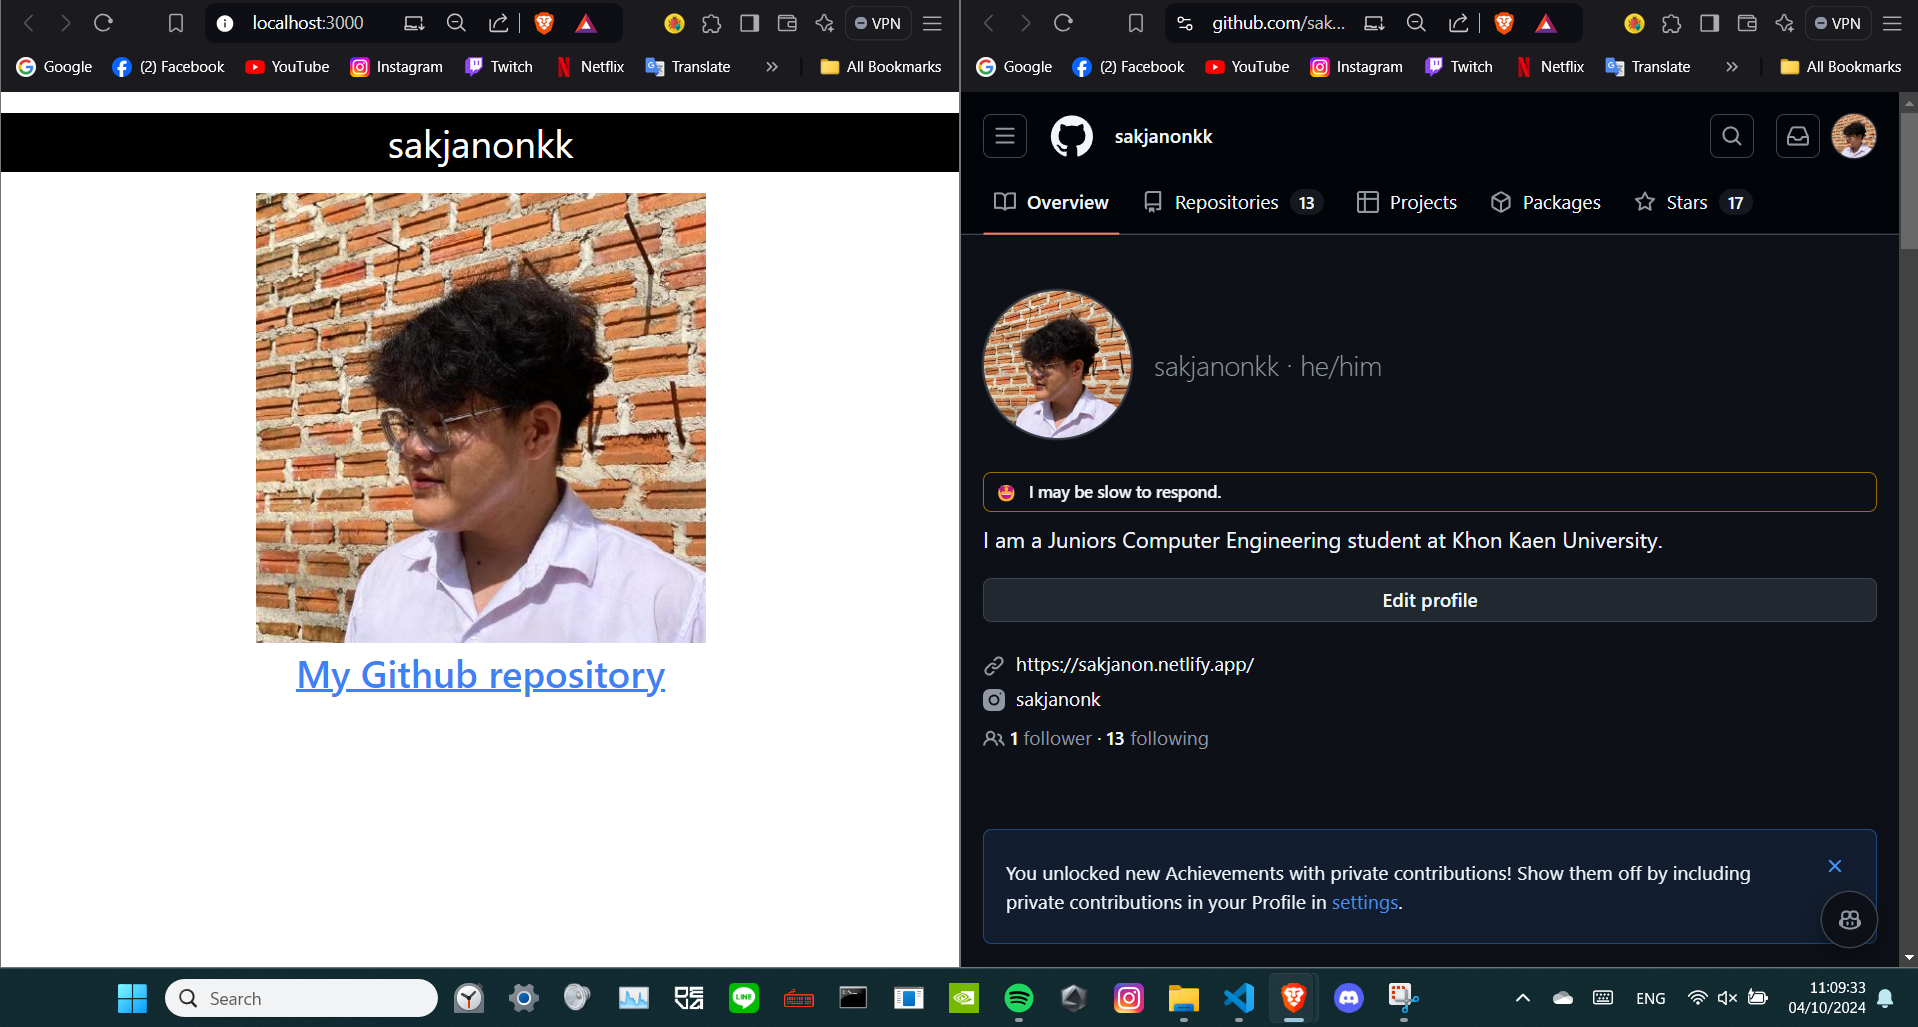 localhost:3000
VPN
Google
(2) Facebook
YouTube
Instagram
Twitch
Netflix
Translate
All Bookmarks
sakjanonkk
My Github repository
github.com/sak...
VPN
Google
(2) Facebook
YouTube
Instagram
Twitch
Netflix
Translate
All Bookmarks
sakjanonkk
Overview
Repositories 13
Projects
Packages
Stars 17
sakjanonkk · he/him
I may be slow to respond.
I am a Juniors Computer Engineering student at Khon Kaen University.
Edit profile
https://sakjanon.netlify.app/
sakjanonk
1 follower · 13 following
You unlocked new Achievements with private contributions! Show them off by including
private contributions in your Profile in settings.
Search
LINE
ENG
11:09:33
04/10/2024